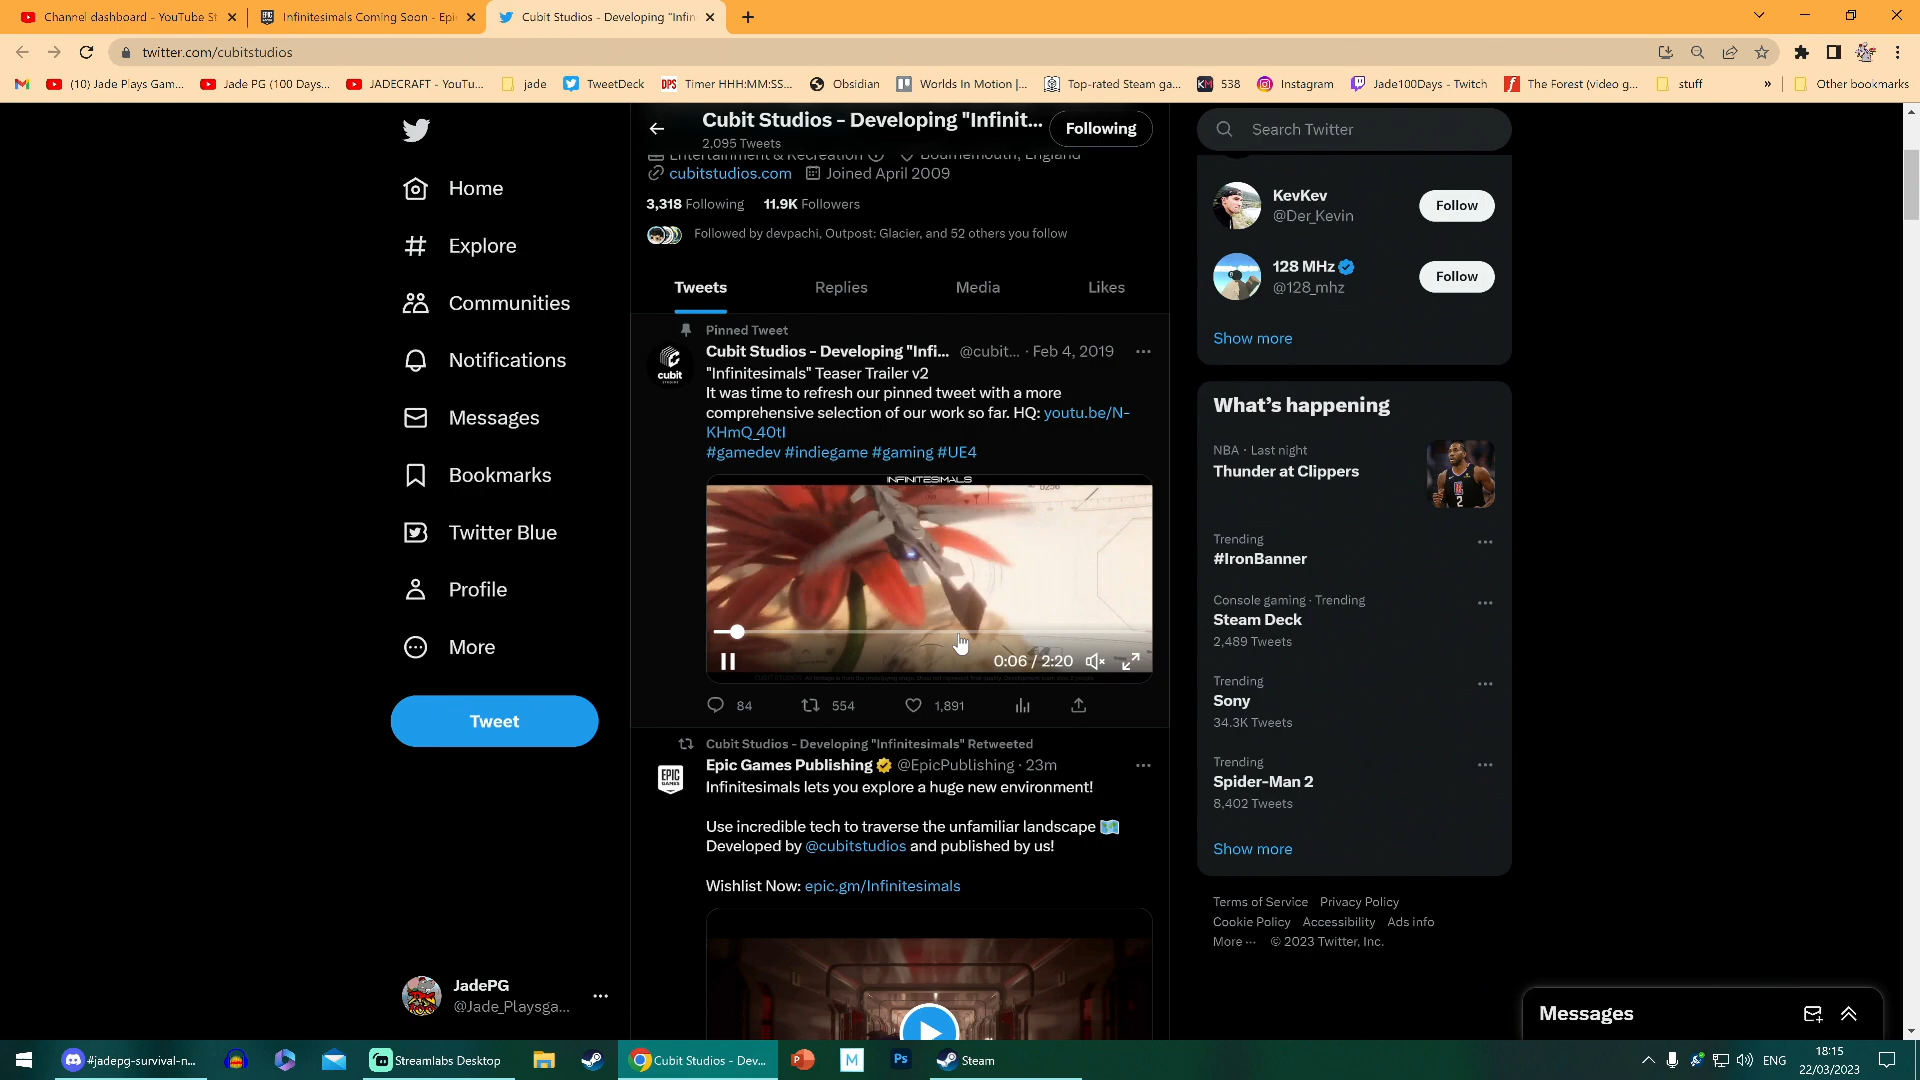 Channel dashboard - YouTube St
Infinitesimals Coming Soon - Epi
Cubit Studios - Developing "Infin
twitter.com/cubitstudios
(10) Jade Plays Gam...
Jade PG (100 Days...
JADECRAFT - YouTu...
jade
TweetDeck
DPS
Timer HHH:MM:SS...
Obsidian
Worlds In Motion |...
Top-rated Steam ga...
KM
538
Instagram
Jade100Days - Twitch
The Forest (video g...
stuff
»
Other bookmarks
Home
Explore
Communities
Notifications
Messages
Bookmarks
Twitter Blue
Profile
More
Tweet
JadePG
@Jade_Playsga...
Cubit Studios - Developing "Infinit...
2,095 Tweets
Following
Entertainment & Recreation
Bournemouth, England
cubitstudios.com
Joined April 2009
3,318 Following
11.9K Followers
Followed by devpachi, Outpost: Glacier, and 52 others you follow
Tweets
Replies
Media
Likes
Pinned Tweet
cubit
STUDIOS
Cubit Studios - Developing "Infi... @cubit... · Feb 4, 2019
"Infinitesimals" Teaser Trailer v2
It was time to refresh our pinned tweet with a more
comprehensive selection of our work so far. HQ: youtu.be/N-
KHmQ_40tI
#gamedev #indiegame #gaming #UE4
INFINITESIMALS
0:06 / 2:20
84
554
1,891
Cubit Studios - Developing "Infinitesimals" Retweeted
EPIC
GAMES
Epic Games Publishing @EpicPublishing · 23m
Infinitesimals lets you explore a huge new environment!
Use incredible tech to traverse the unfamiliar landscape
Developed by @cubitstudios and published by us!
Wishlist Now: epic.gm/Infinitesimals
Search Twitter
KevKev
@Der_Kevin
Follow
128 MHz
@128_mhz
Follow
Show more
What's happening
NBA · Last night
Thunder at Clippers
Trending
#IronBanner
Console gaming · Trending
Steam Deck
2,489 Tweets
Trending
Sony
34.3K Tweets
Trending
Spider-Man 2
8,402 Tweets
Show more
Terms of Service
Privacy Policy
Cookie Policy
Accessibility
Ads info
More ···
© 2023 Twitter, Inc.
Messages
#jadepg-survival-n...
Streamlabs Desktop
Cubit Studios - Dev...
P
M
Ps
Steam
ENG
18:15
22/03/2023